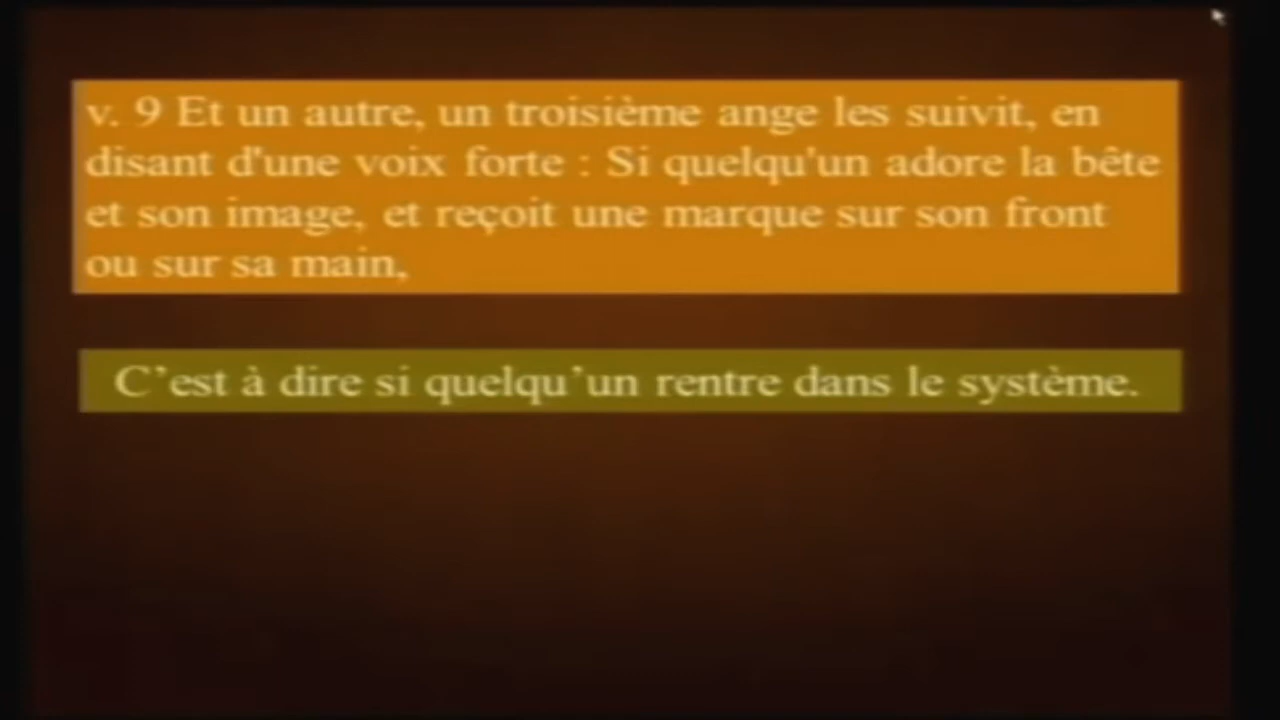 v. 9 Et un autre, un troisième ange les suivit, en
disant d'une voix forte : Si quelqu'un adore la bête
et son image, et reçoit une marque sur son front
ou sur sa main,
C’est à dire si quelqu’un rentre dans le système.